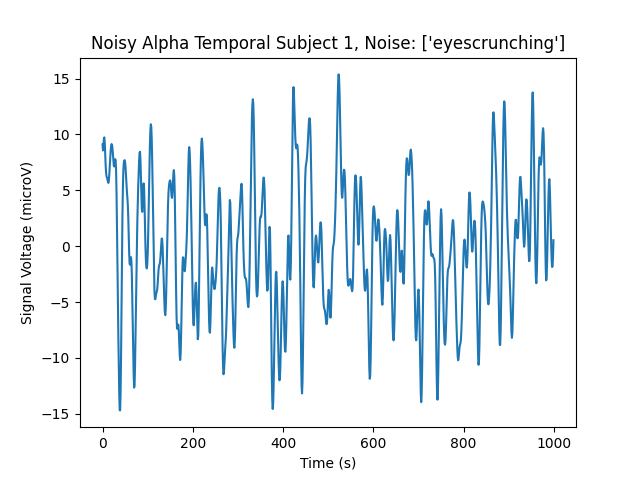 Noisy Alpha Temporal Subject 1, Noise: ['eyescrunching']
Signal Voltage (microV)
15
10
5
0
−5
−10
−15
0 200 400 600 800 1000
Time (s)